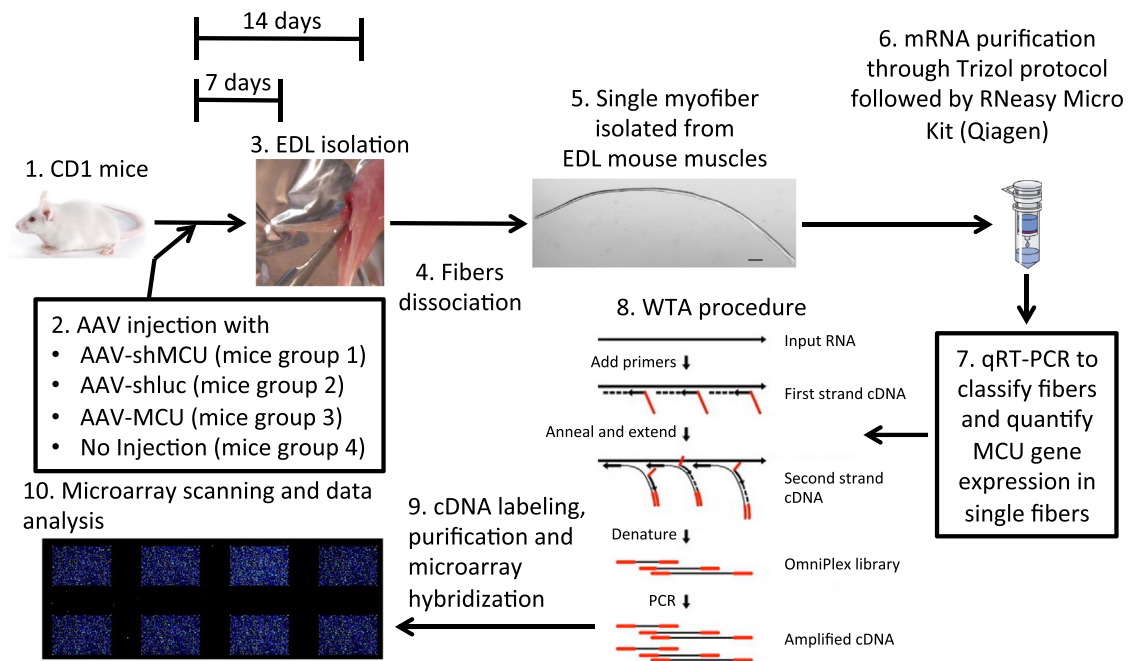 14 days
7 days
1. CD1 mice
2. AAV injection with
• AAV-shMCU (mice group 1)
• AAV-shluc (mice group 2)
• AAV-MCU (mice group 3)
• No Injection (mice group 4)
3. EDL isolation
4. Fibers
dissociation
5. Single myofiber
isolated from
EDL mouse muscles
6. mRNA purification
through Trizol protocol
followed by RNeasy Micro
Kit (Qiagen)
7. qRT-PCR to
classify fibers
and quantify
MCU gene
expression in
single fibers
8. WTA procedure
Input RNA
Add primers
First strand cDNA
Anneal and extend
Second strand
cDNA
Denature
OmniPlex library
PCR
Amplified cDNA
9. cDNA labeling,
purification and
microarray
hybridization
10. Microarray scanning and data
analysis